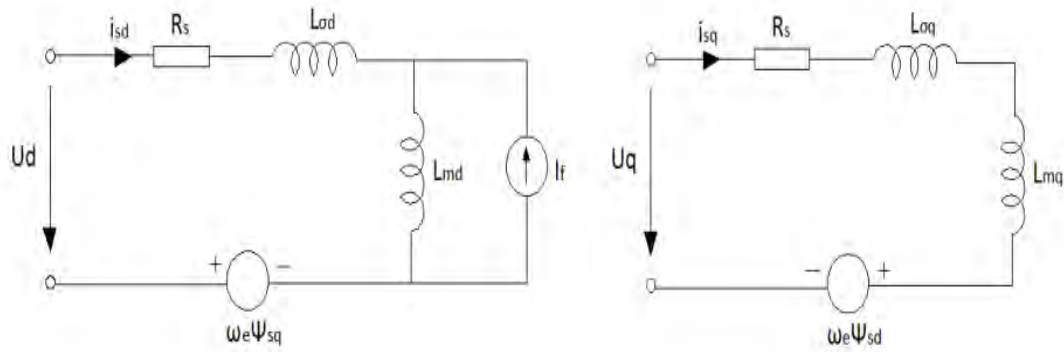 isd Rs Lσd
Ud
Lmd
If
+ −
ωeΨsq
isq Rs Lσq
Uq
Lmq
− +
ωeΨsd